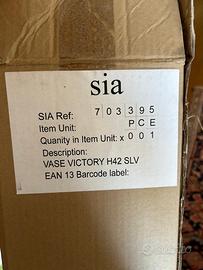 sia
SIA Ref: 703395
Item Unit: PCE
Quanity in Item Unit: x 001
Description:
VASE VICTORY H42 SLV
EAN 13 Barcode label:
subito